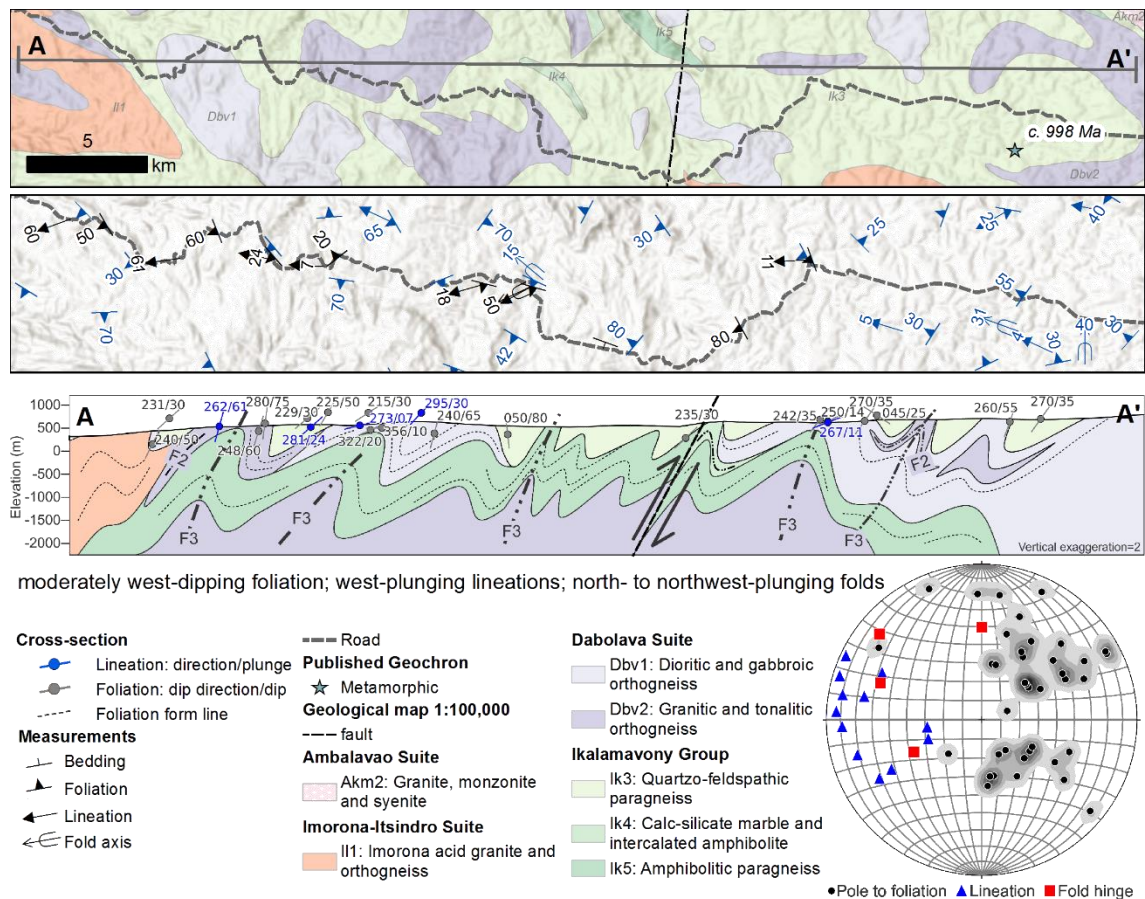 A
A'
Ik5
Akm2
Ik4
Il1
Dbv1
Ik3
5
km
c. 998 Ma
Dbv2
60
50
61
30
60
24
7
20
65
70
70
15
18
50
42
30
80
80
11
25
25
40
55
5
30
31
4
30
40
30
A
A'
1000
500
0
-500
-1000
-1500
-2000
Elevation (m)
231/30
262/61
280/75
229/30
225/50
215/30
273/07
295/30
240/65
050/80
235/30
242/35
250/14
270/35
045/25
260/55
270/35
240/50
248/60
281/24
322/20
356/10
267/11
F2
F3
F3
F3
F3
F3
F2
Vertical exaggeration=2
moderately west-dipping foliation; west-plunging lineations; north- to northwest-plunging folds
Cross-section
Lineation: direction/plunge
Foliation: dip direction/dip
Foliation form line
Measurements
Bedding
Foliation
Lineation
Fold axis
Road
Published Geochron
Metamorphic
Geological map 1:100,000
fault
Ambalavao Suite
Akm2: Granite, monzonite
and syenite
Imorona-Itsindro Suite
Il1: Imorona acid granite and
orthogneiss
Dabolava Suite
Dbv1: Dioritic and gabbroic
orthogneiss
Dbv2: Granitic and tonalitic
orthogneiss
Ikalamavony Group
Ik3: Quartzo-feldspathic
paragneiss
Ik4: Calc-silicate marble and
intercalated amphibolite
Ik5: Amphibolitic paragneiss
Pole to foliation
Lineation
Fold hinge